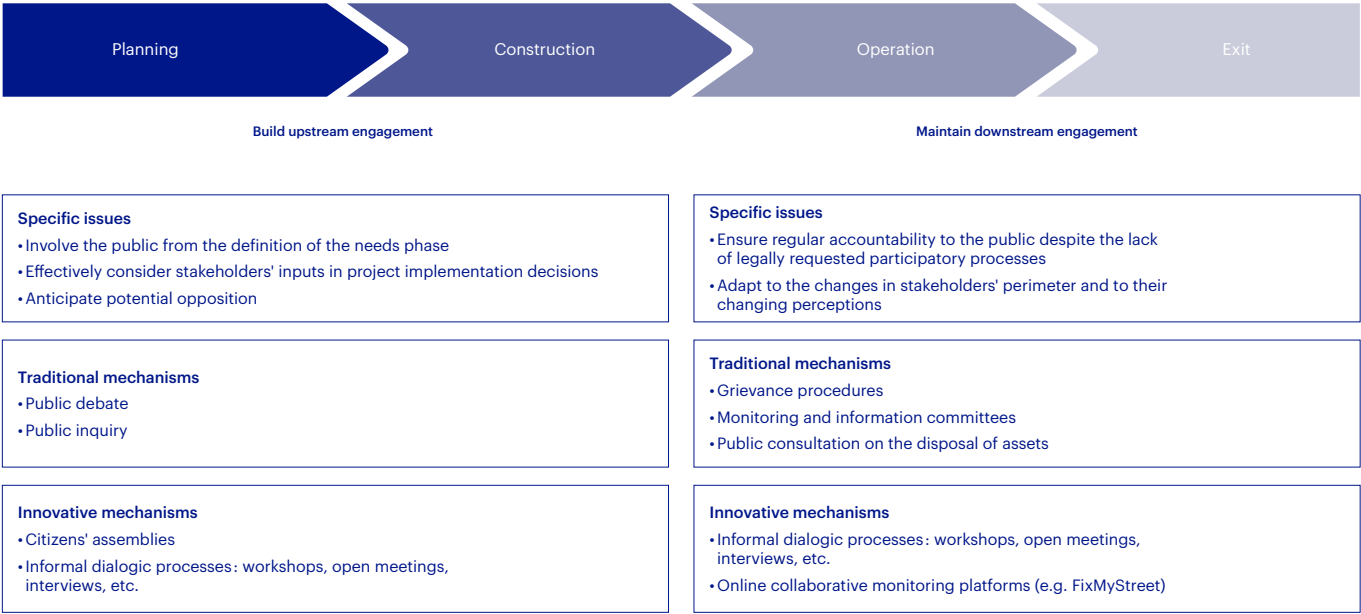 Planning
Construction
Operation
Exit
Build upstream engagement
Maintain downstream engagement
Specific issues
• Involve the public from the definition of the needs phase
• Effectively consider stakeholders' inputs in project implementation decisions
• Anticipate potential opposition
Specific issues
• Ensure regular accountability to the public despite the lack
of legally requested participatory processes
• Adapt to the changes in stakeholders' perimeter and to their
changing perceptions
Traditional mechanisms
• Public debate
• Public inquiry
Traditional mechanisms
• Grievance procedures
• Monitoring and information committees
• Public consultation on the disposal of assets
Innovative mechanisms
• Citizens' assemblies
• Informal dialogic processes: workshops, open meetings,
interviews, etc.
Innovative mechanisms
• Informal dialogic processes: workshops, open meetings,
interviews, etc.
• Online collaborative monitoring platforms (e.g. FixMyStreet)